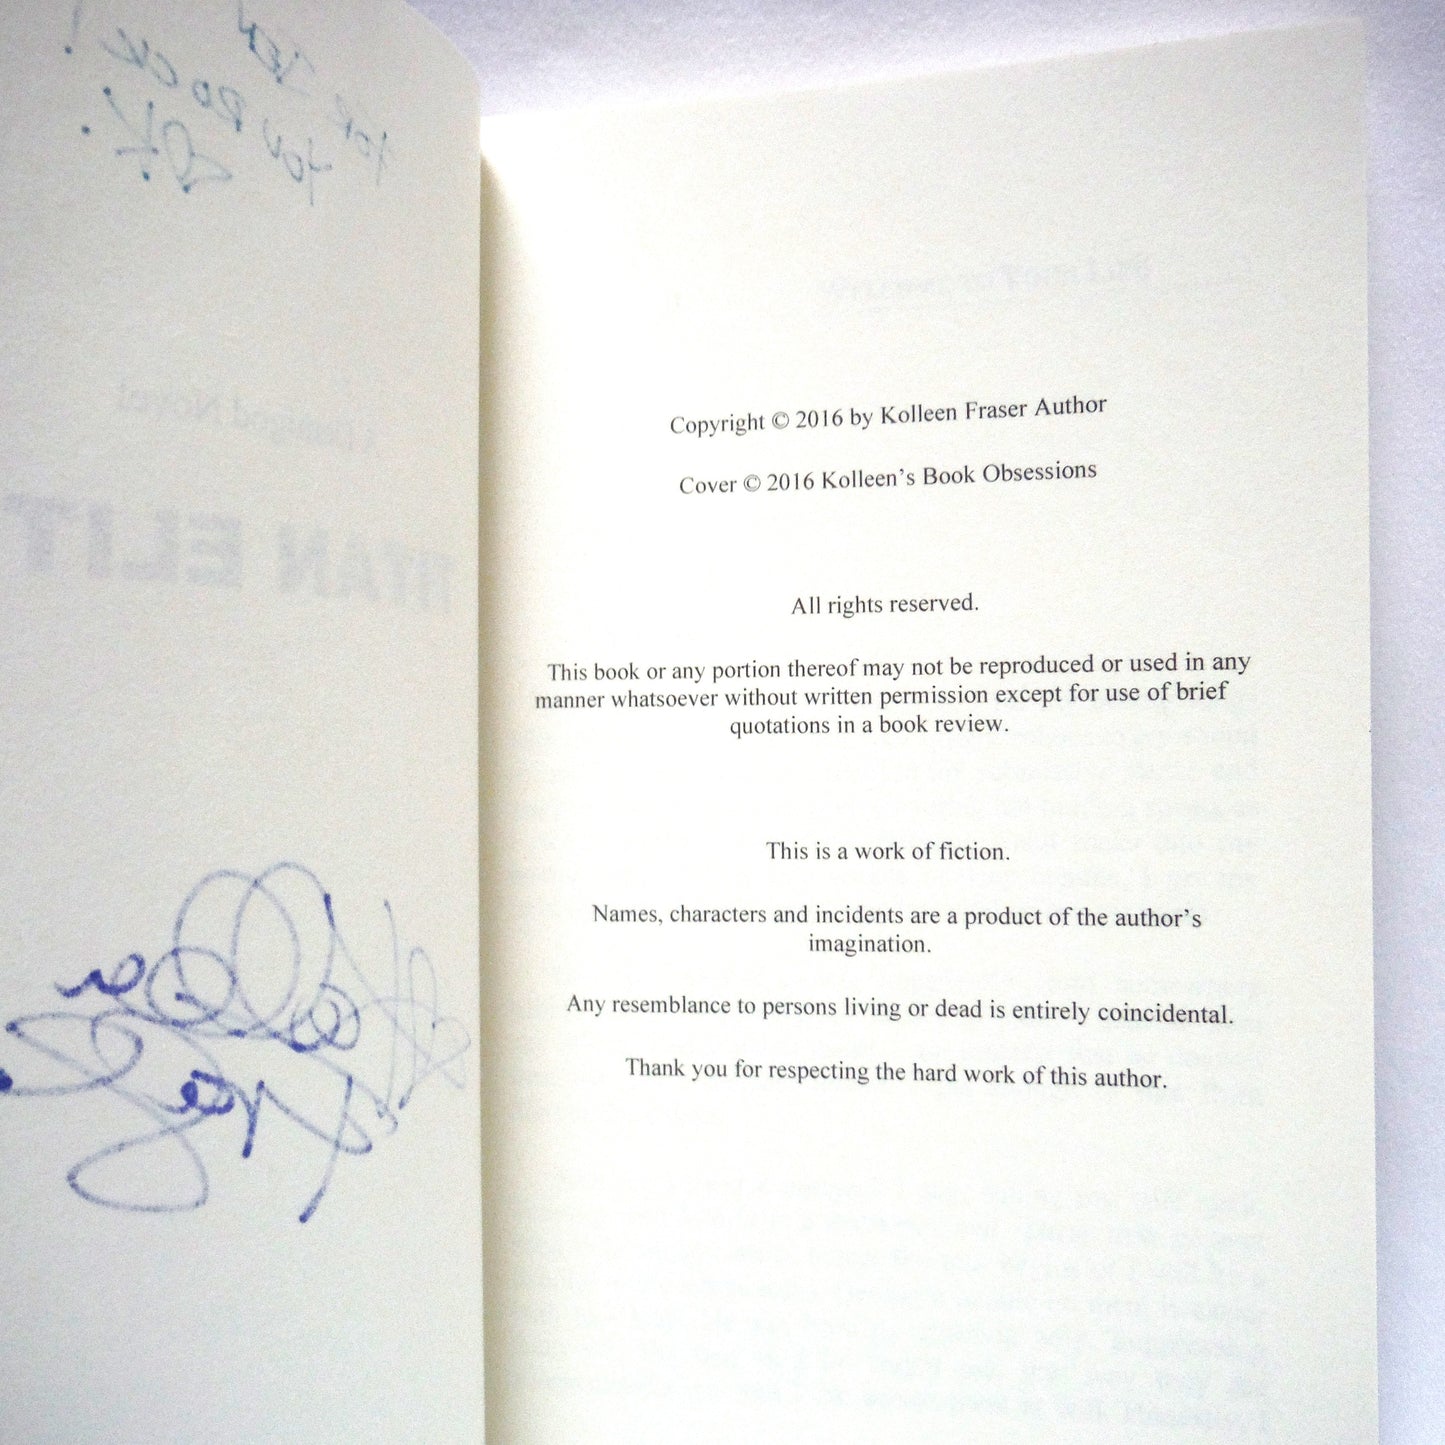 Copyright © 2016 by Kolleen Fraser Author
Cover © 2016 Kolleen's Book Obsessions
All rights reserved.
This book or any portion thereof may not be reproduced or used in any
manner whatsoever without written permission except for use of brief
quotations in a book review.
This is a work of fiction.
Names, characters and incidents are a product of the author's
imagination.
Any resemblance to persons living or dead is entirely coincidental.
Thank you for respecting the hard work of this author.